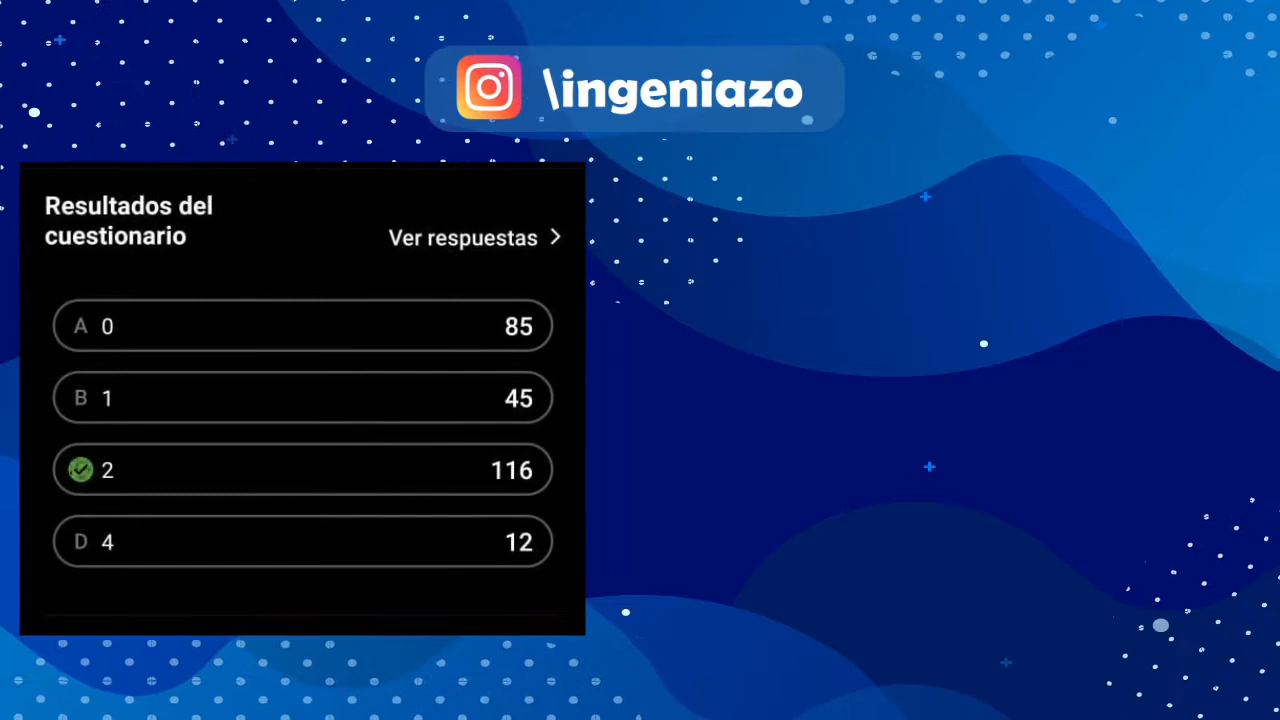 \ingeniazo
Resultados del
cuestionario
Ver respuestas
A 0 85
B 1 45
2 116
D 4 12